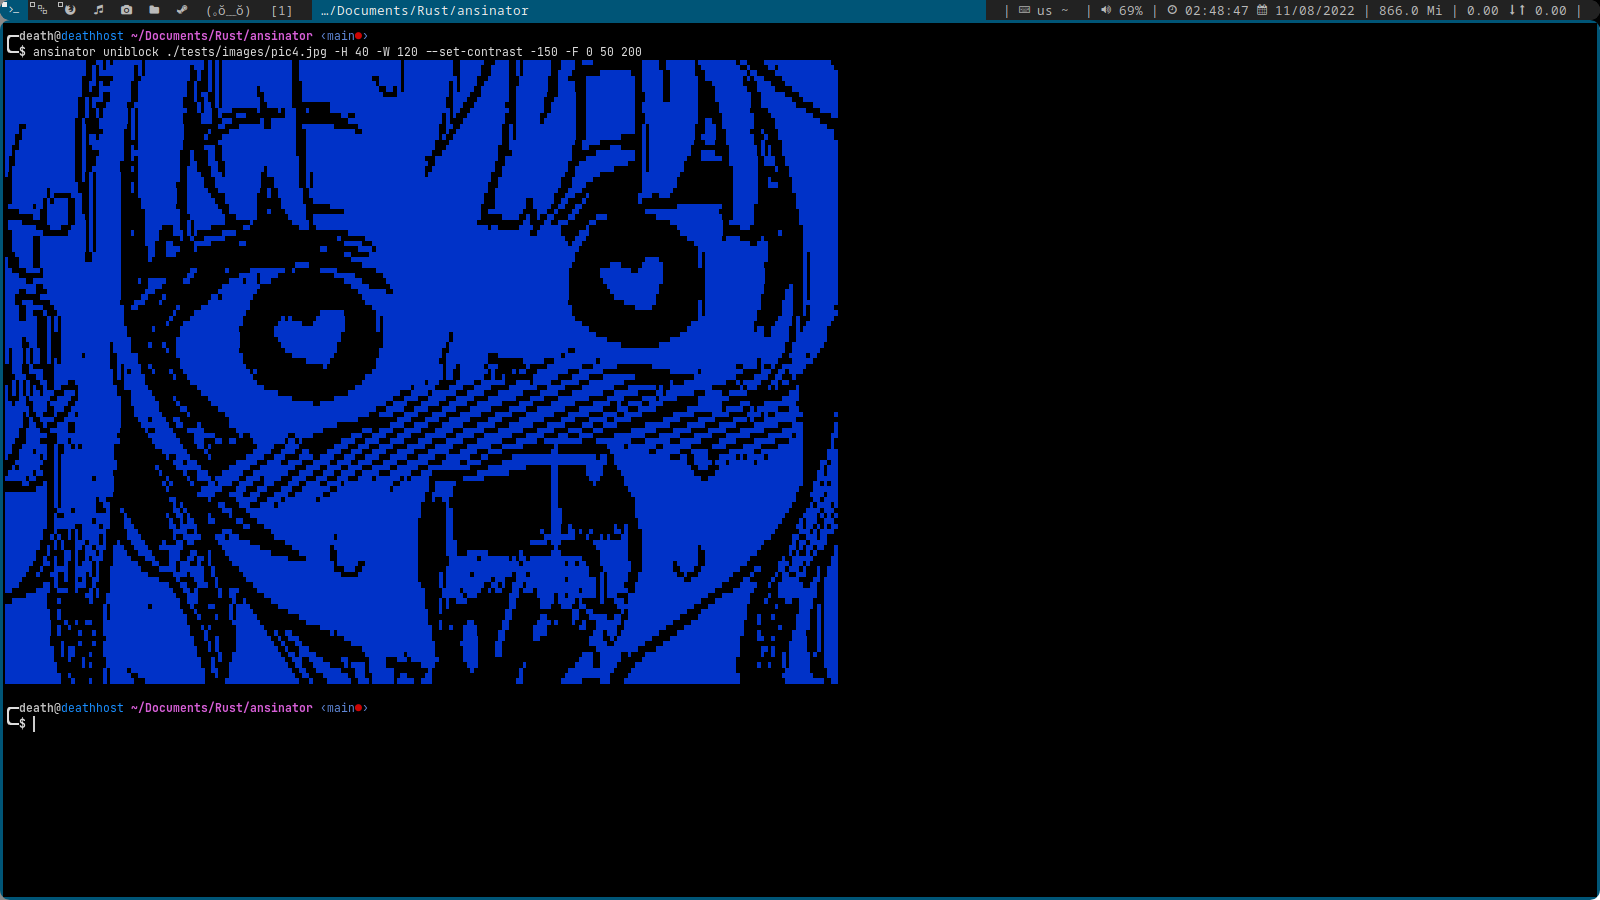 (｡ŏ﹏ŏ) [1] …/Documents/Rust/ansinator | us ~ | 69% | 02:48:47 11/08/2022 | 866.0 Mi | 0.00 ↓↑ 0.00 |
death@deathhost ~/Documents/Rust/ansinator ‹main●›
$ ansinator uniblock ./tests/images/pic4.jpg -H 40 -W 120 --set-contrast -150 -F 0 50 200
death@deathhost ~/Documents/Rust/ansinator ‹main●›
$